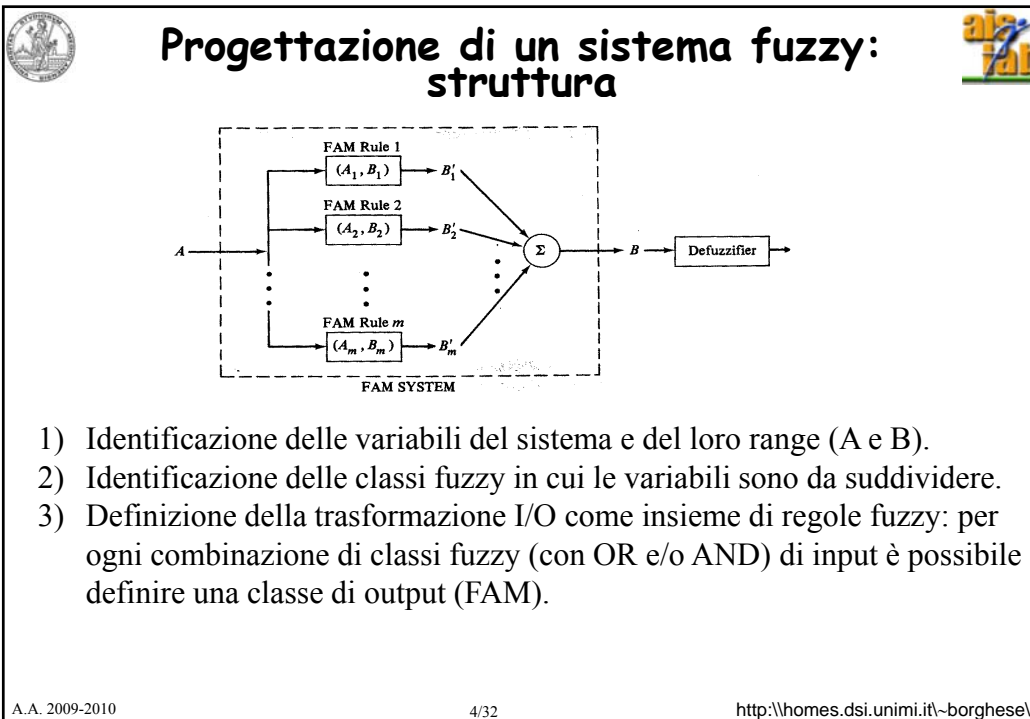 Progettazione di un sistema fuzzy:
struttura
FAM Rule 1
(A₁, B₁)
B′₁
FAM Rule 2
(A₂, B₂)
B′₂
A
Σ
B
Defuzzifier
FAM Rule m
(Aₘ, Bₘ)
B′ₘ
FAM SYSTEM
1) Identificazione delle variabili del sistema e del loro range (A e B).
2) Identificazione delle classi fuzzy in cui le variabili sono da suddividere.
3) Definizione della trasformazione I/O come insieme di regole fuzzy: per
ogni combinazione di classi fuzzy (con OR e/o AND) di input è possibile
definire una classe di output (FAM).
A.A. 2009-2010
4/32
http:\\homes.dsi.unimi.it\~borghese\